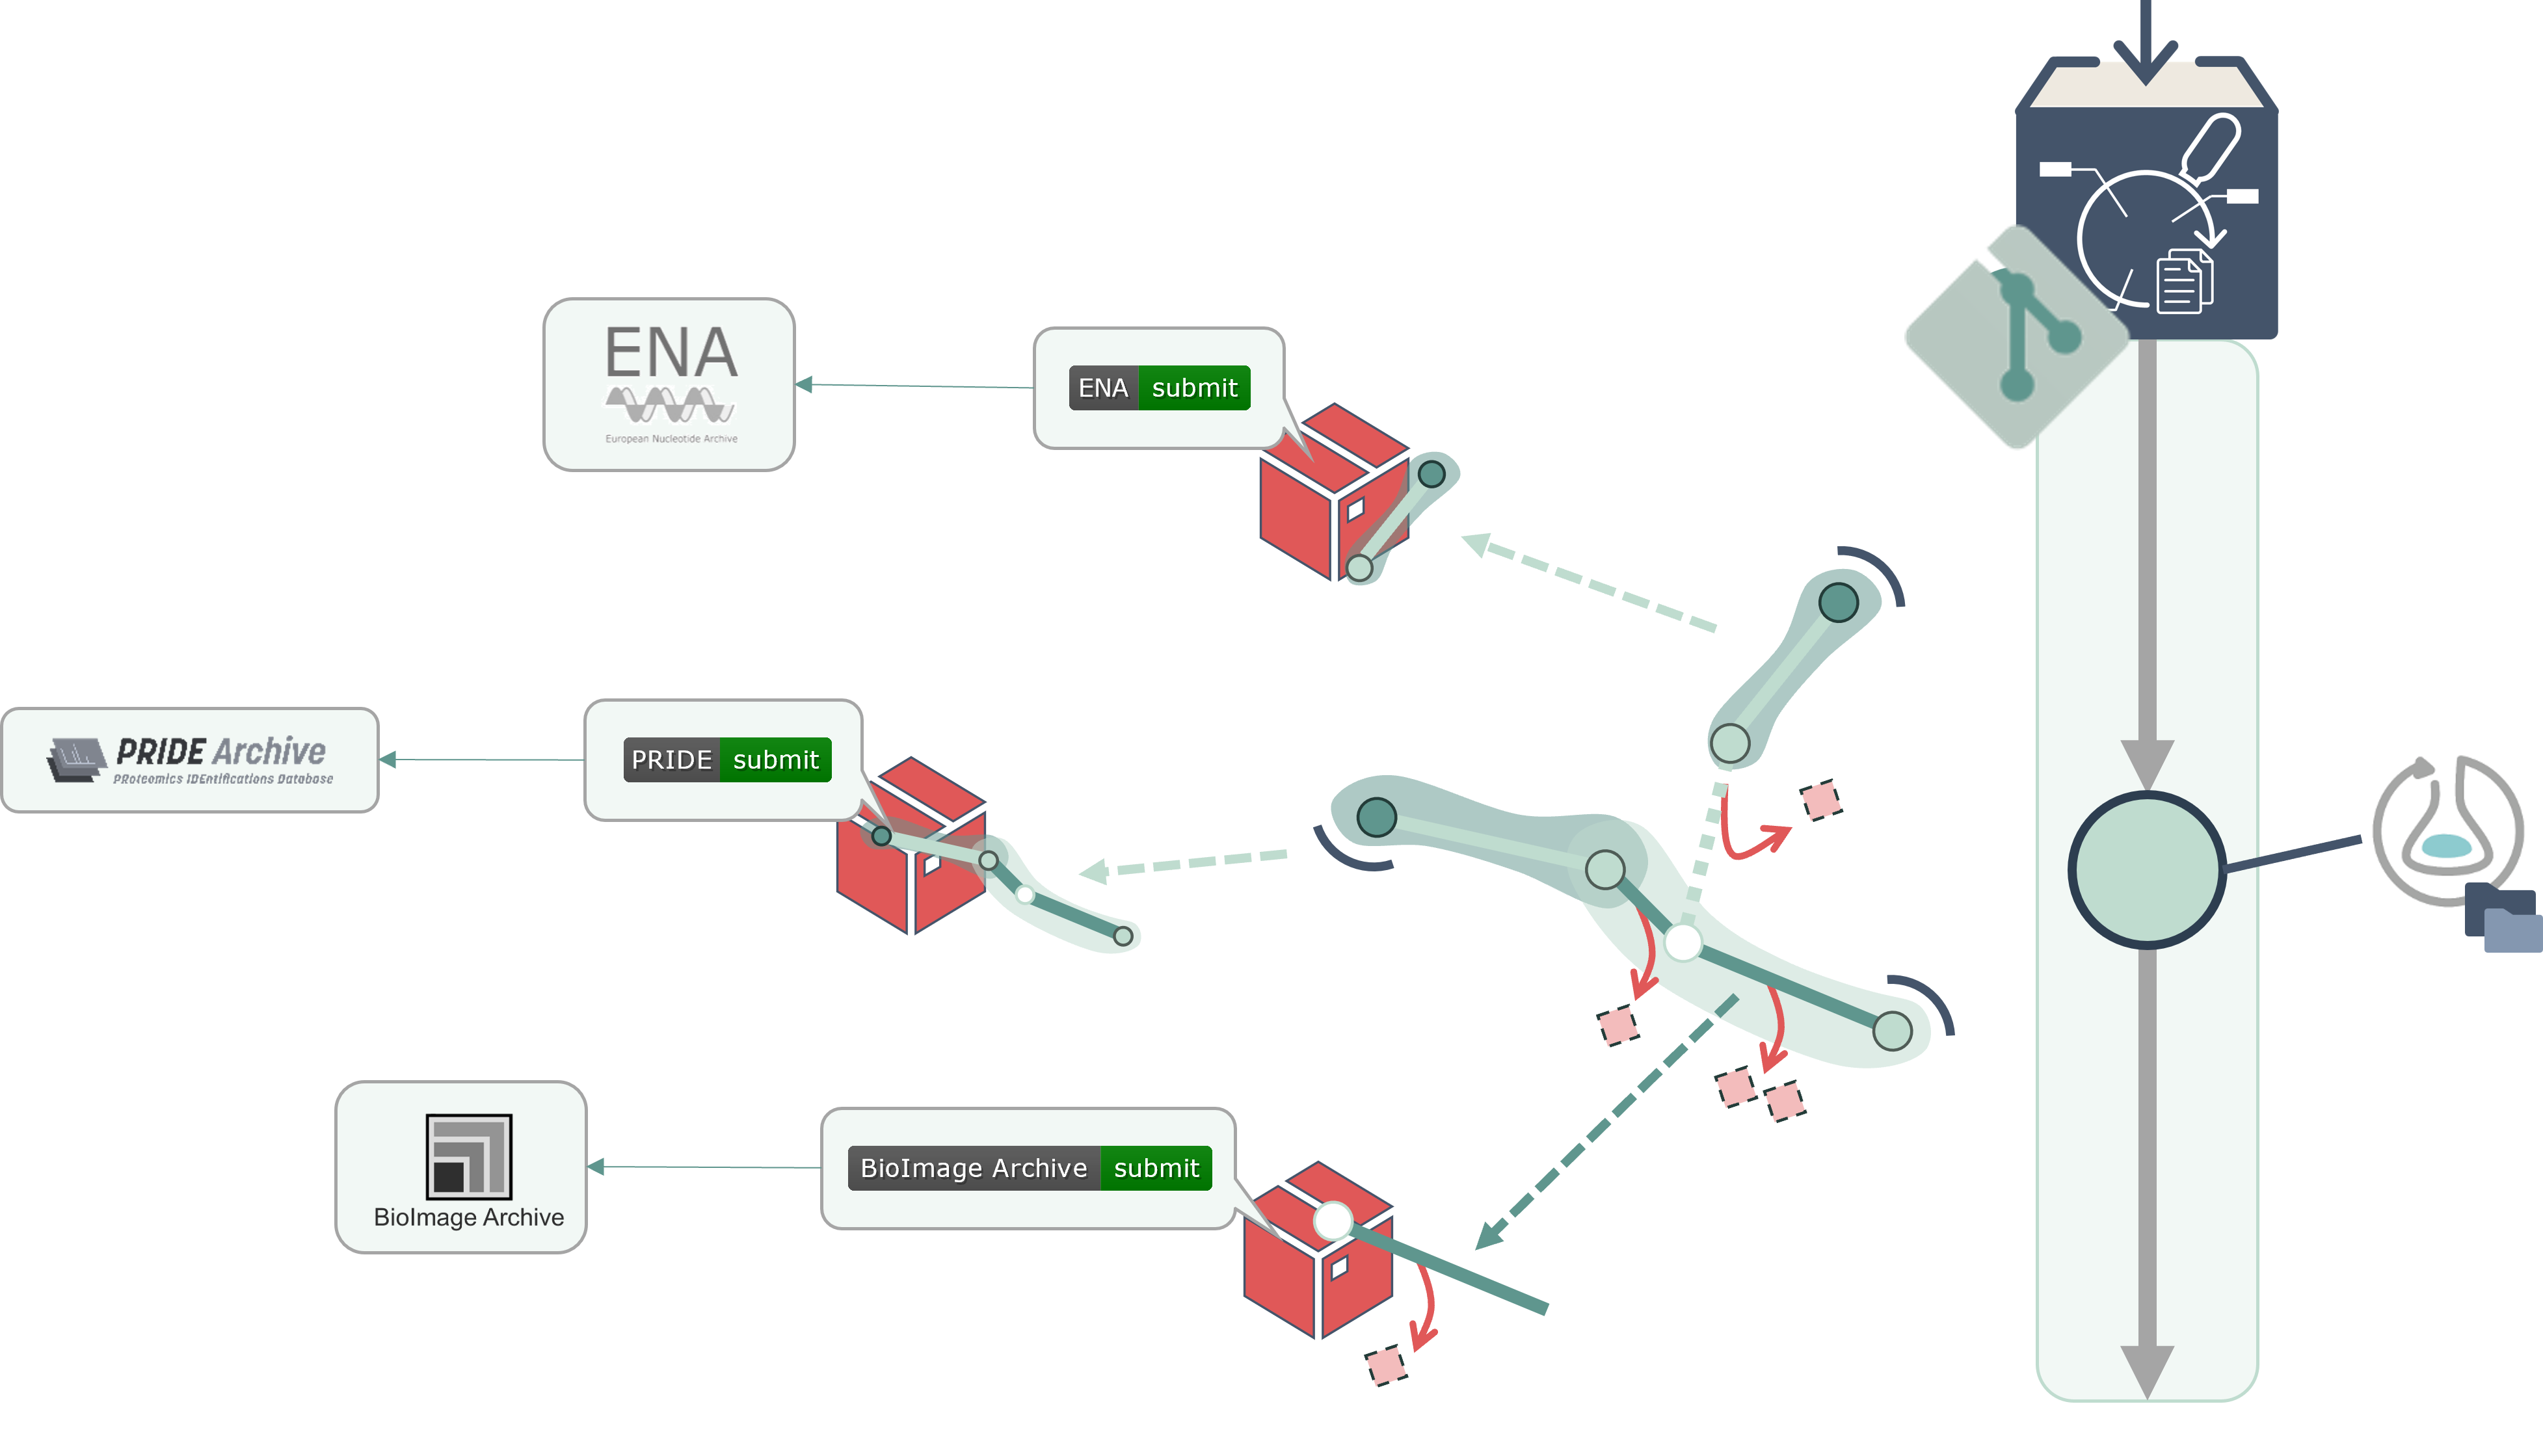 ENA
European Nucleotide Archive
ENA submit
PRIDE Archive
PRoteomics IDEntifications Database
PRIDE submit
BioImage Archive
BioImage Archive submit